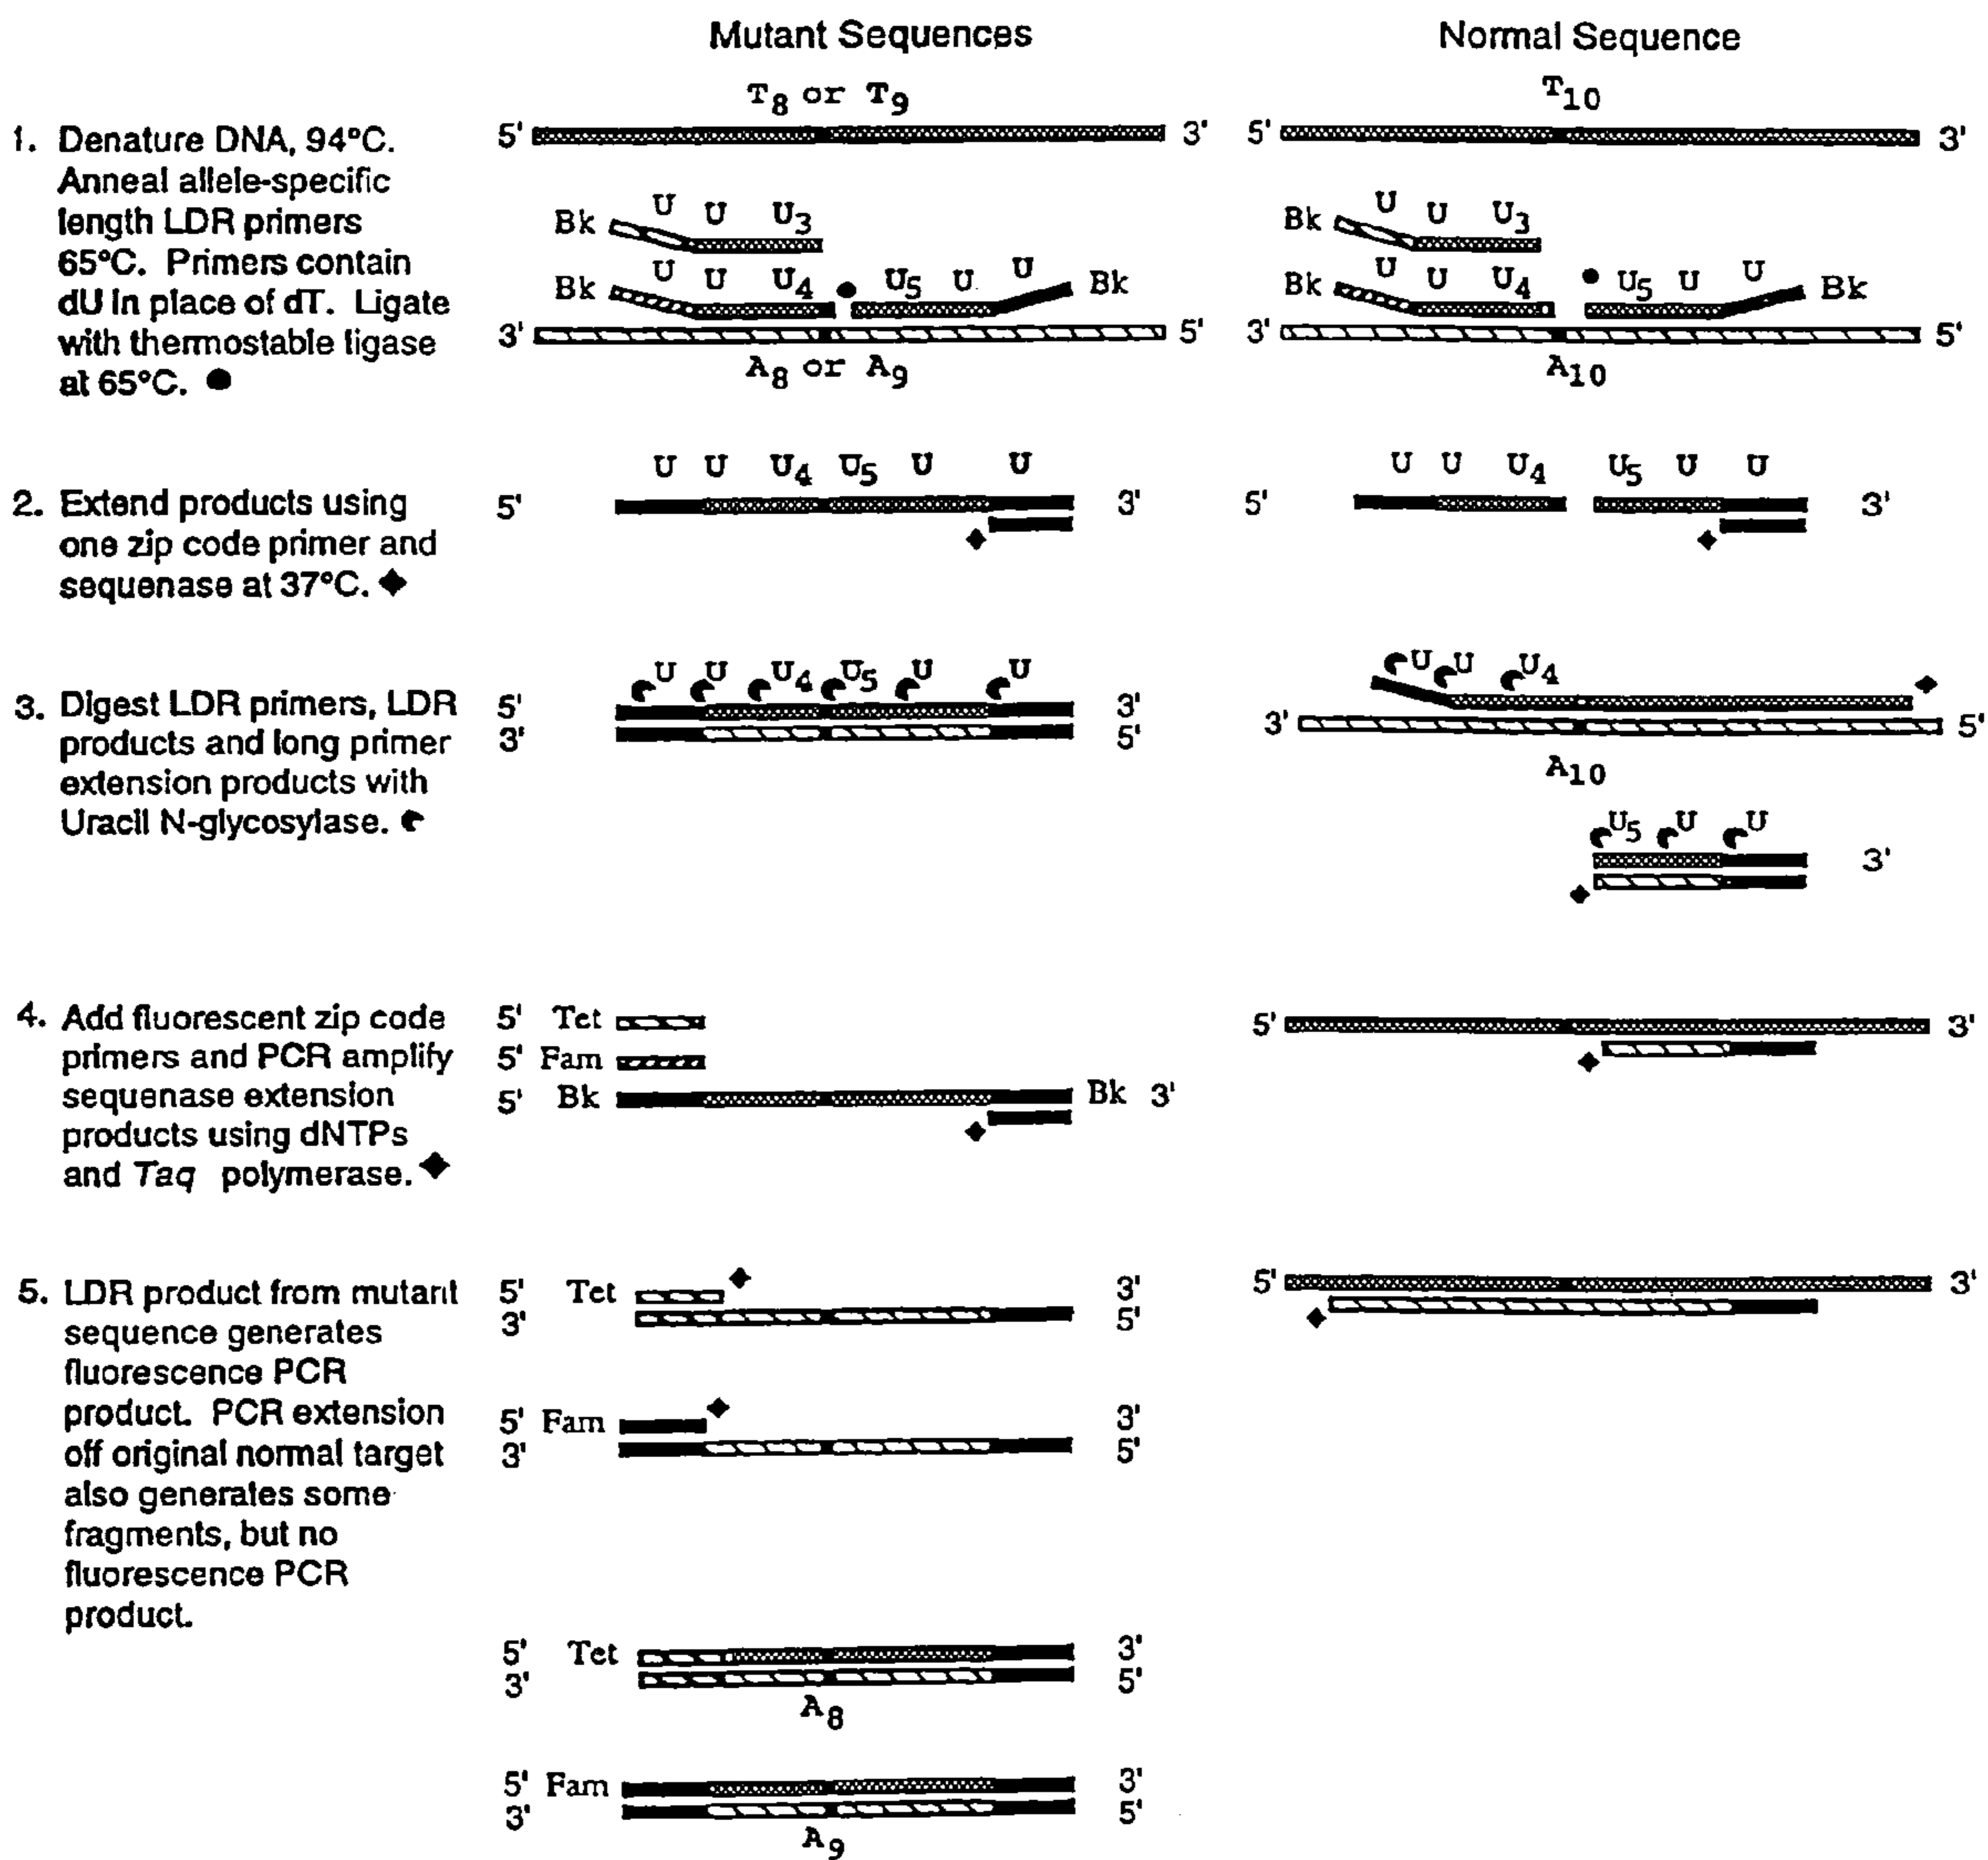 Mutant Sequences
Normal Sequence
T8 or T9
T10
5' 3' 5' 3'
1. Denature DNA, 94°C.
Anneal allele-specific
length LDR primers
65°C. Primers contain
dU in place of dT. Ligate
with thermostable ligase
at 65°C. ●
Bk U U U3
Bk U U U4 U5 U U Bk
3' 5'
A8 or A9
Bk U U U3
Bk U U U4 U5 U U Bk
3' 5'
A10
2. Extend products using
one zip code primer and
sequenase at 37°C. ◆
U U U4 U5 U U
5' 3'
U U U4 U5 U U
5' 3'
3. Digest LDR primers, LDR
products and long primer
extension products with
Uracil N-glycosylase.
U U U4 U5 U U
5' 3'
3' 5'
U U U4
3' 5'
A10
U5 U U
3'
4. Add fluorescent zip code
primers and PCR amplify
sequenase extension
products using dNTPs
and Taq polymerase. ◆
5' Tet
5' Fam
5' Bk Bk 3'
5' 3'
5. LDR product from mutant
sequence generates
fluorescence PCR
product. PCR extension
off original normal target
also generates some
fragments, but no
fluorescence PCR
product.
5' Tet 3'
3' 5'
5' Fam 3'
3' 5'
5' 3'
5' Tet 3'
3' 5'
A8
5' Fam 3'
3' 5'
A9